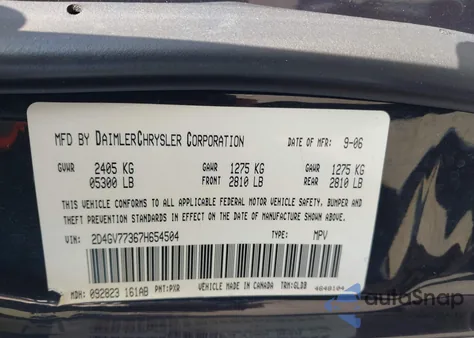 MFD BY DAIMLERCHRYSLER CORPORATION DATE OF MFR: 9-06
GVWR 2405 KG GAWR 1275 KG GAWR 1275 KG
05300 LB FRONT 2810 LB REAR 2810 LB
THIS VEHICLE CONFORMS TO ALL APPLICABLE FEDERAL MOTOR VEHICLE SAFETY, BUMPER AND
THEFT PREVENTION STANDARDS IN EFFECT ON THE DATE OF MANUFACTURE SHOWN ABOVE.
VIN: 2D4GV77367H654504 TYPE: MPV
MDH: 092823 161AB PNT: PXR VEHICLE MADE IN CANADA TRM: GLDB 4640104
autoSnap